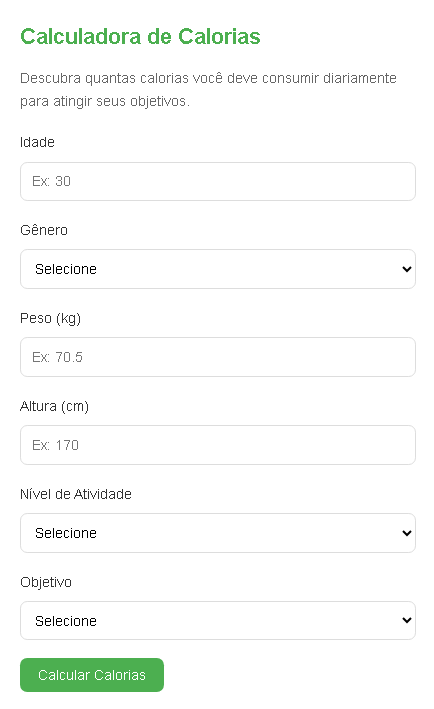 Calculadora de Calorias
Descubra quantas calorias você deve consumir diariamente
para atingir seus objetivos.
Idade
Ex: 30
Gênero
Selecione
Peso (kg)
Ex: 70.5
Altura (cm)
Ex: 170
Nível de Atividade
Selecione
Objetivo
Selecione
Calcular Calorias